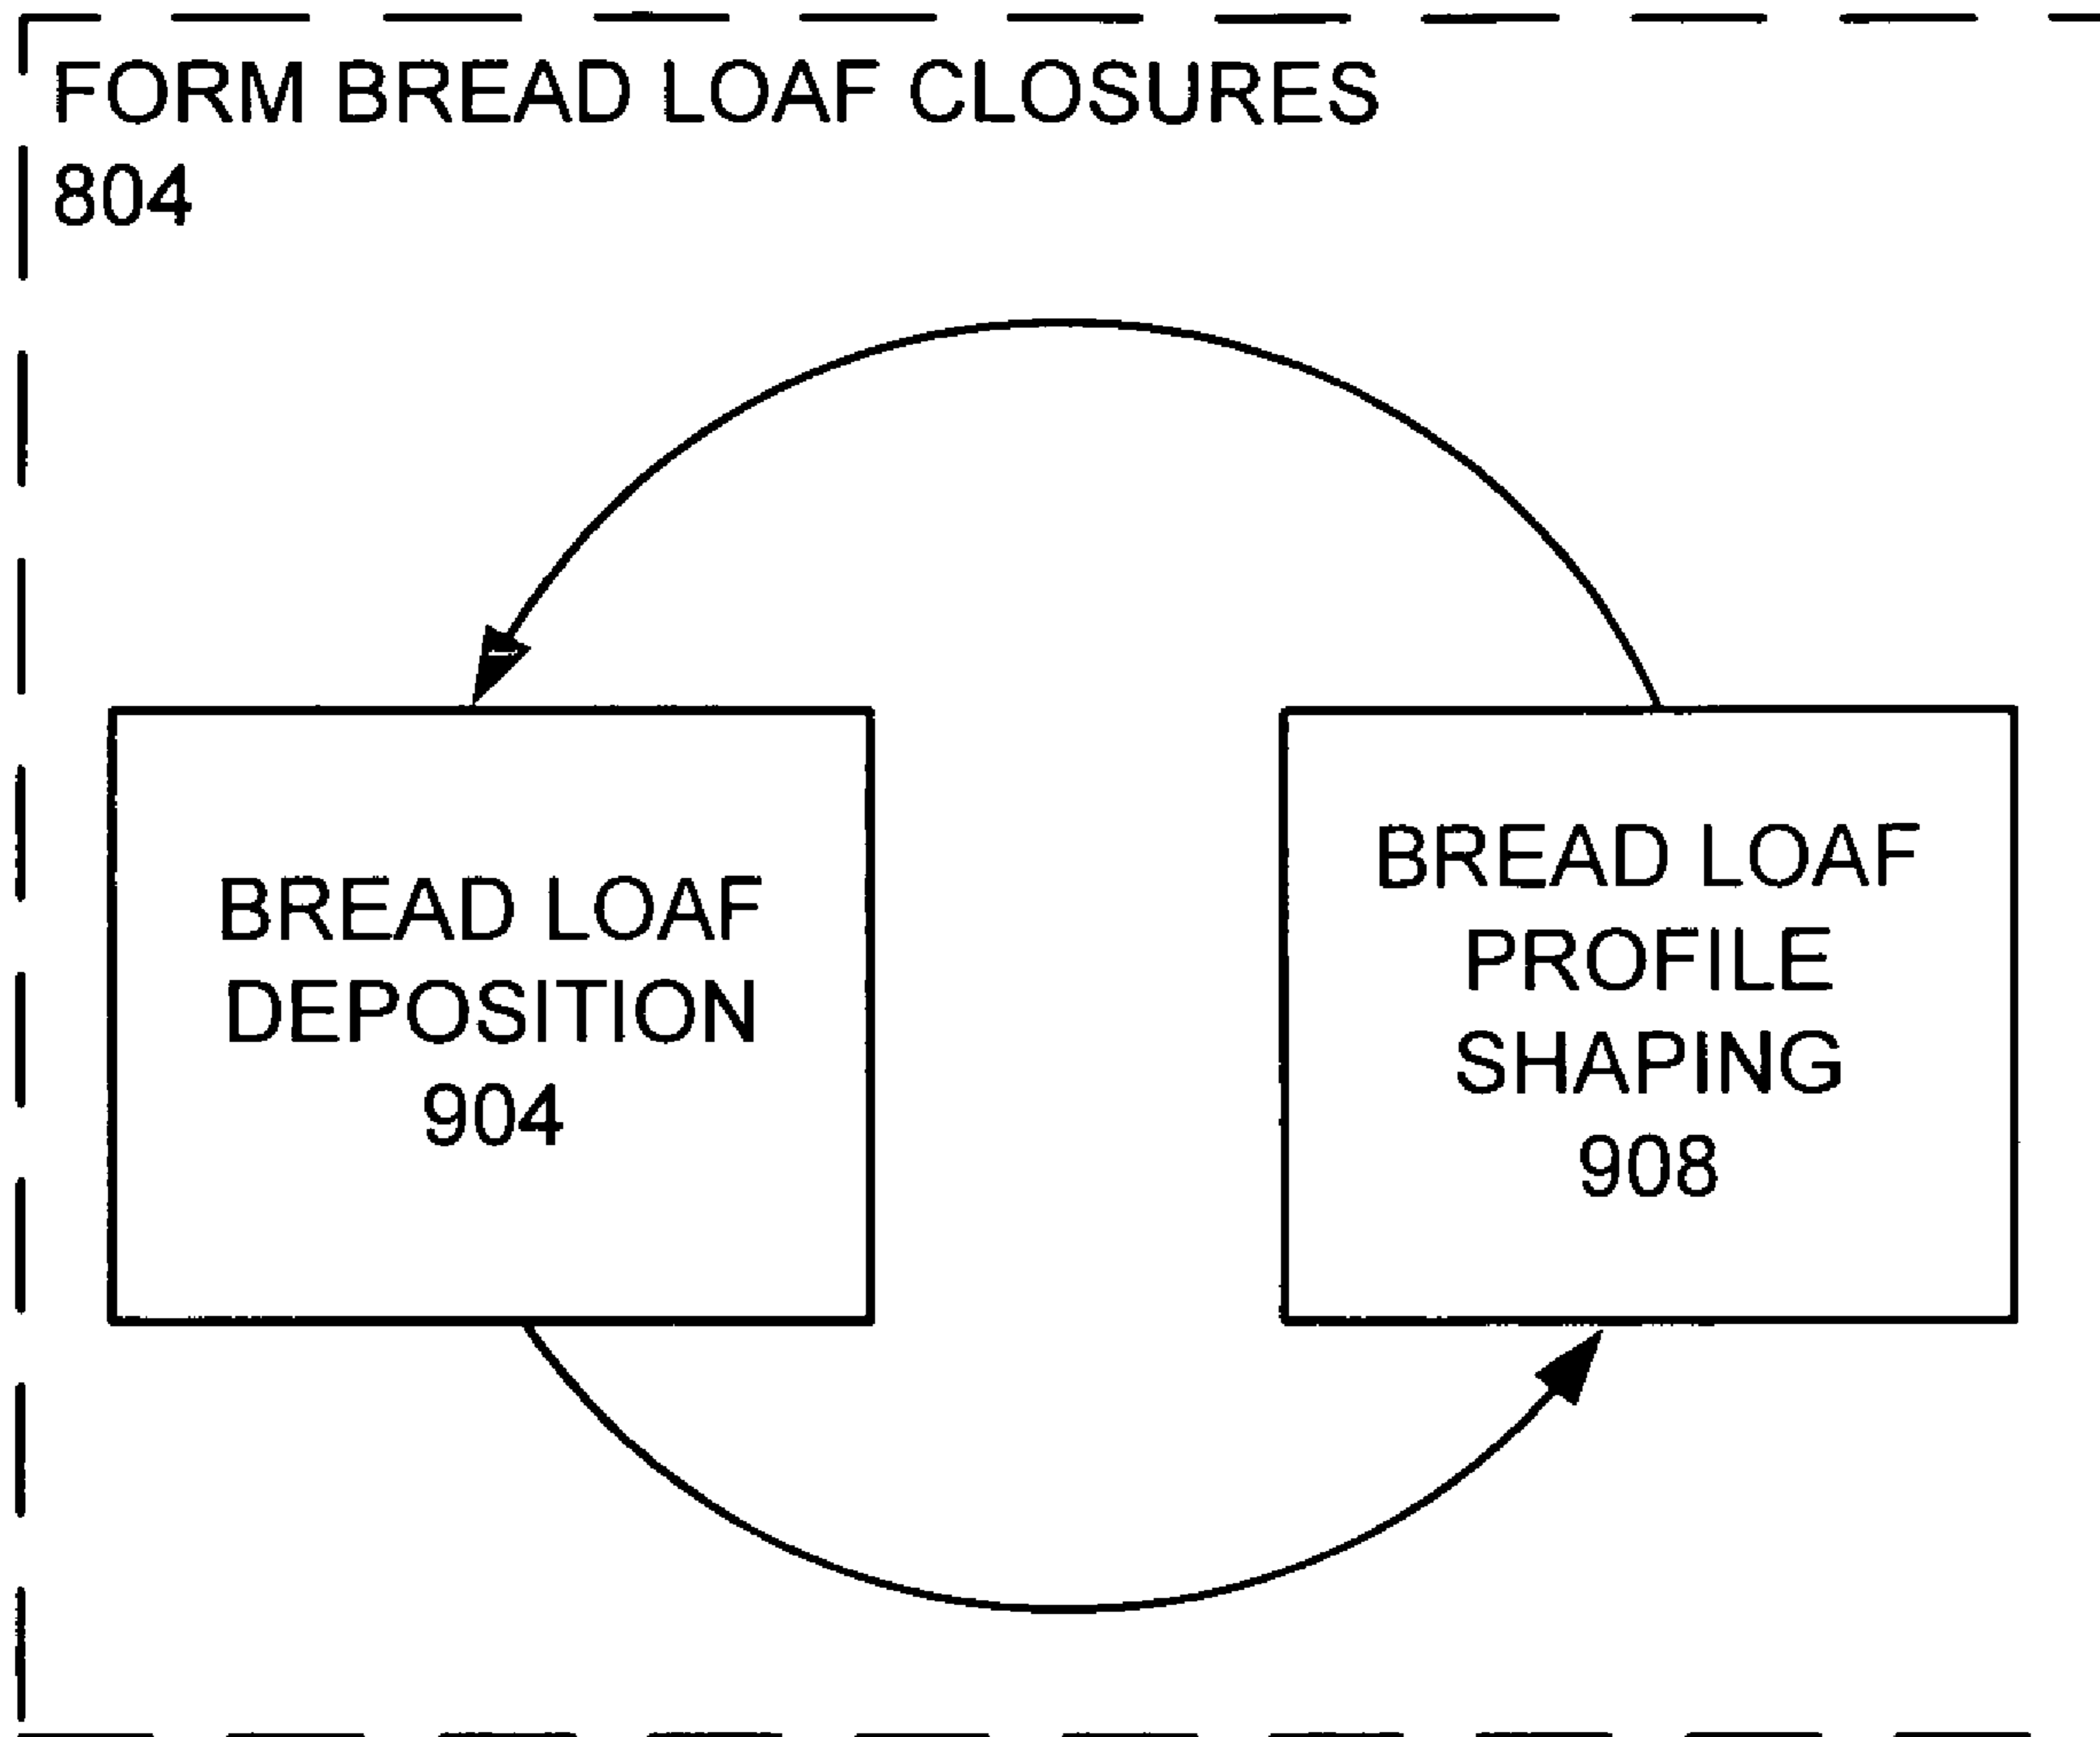 FORM BREAD LOAF CLOSURES
804
BREAD LOAF
DEPOSITION
904
BREAD LOAF
PROFILE
SHAPING
908